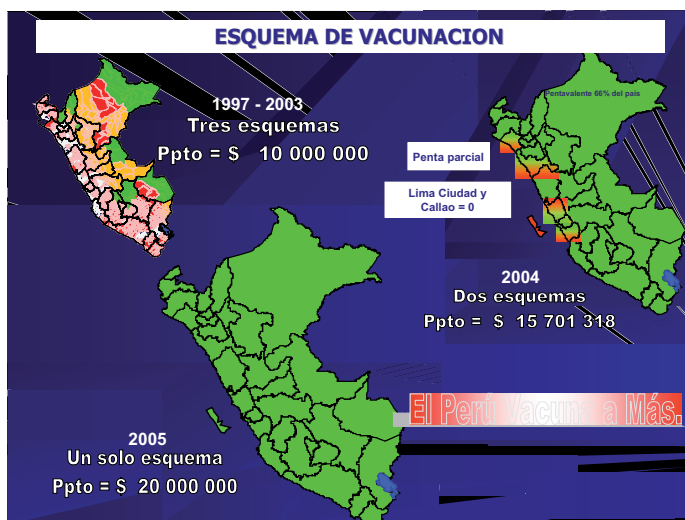 ESQUEMA DE VACUNACION
1997 - 2003
Tres esquemas
Ppto = $ 10 000 000
Pentavalente 66% del país
Penta parcial
Lima Ciudad y
Callao = 0
2004
Dos esquemas
Ppto = $ 15 701 318
El Perú Vacuna a Más.
2005
Un solo esquema
Ppto = $ 20 000 000